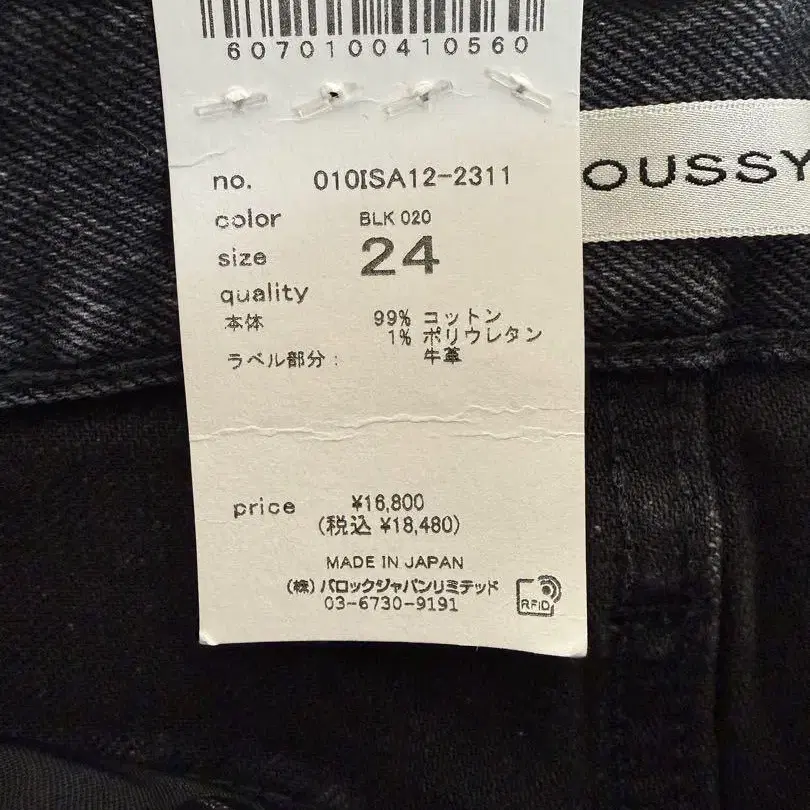 6070100410560
no. 010ISA12-2311
OUSSY
color BLK 020
size 24
quality
本体 99% コットン
1% ポリウレタン
ラベル部分: 牛革
price ¥16,800
(税込 ¥18,480)
MADE IN JAPAN
(株)バロックジャパンリミテッド
03-6730-9191
RFID